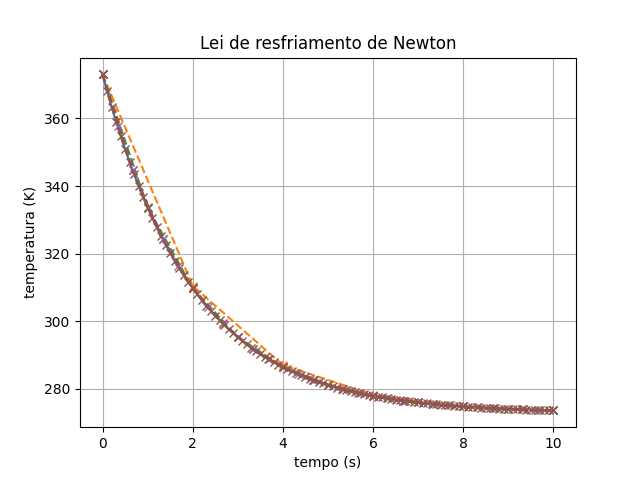 Lei de resfriamento de Newton
temperatura (K)
360
340
320
300
280
0 2 4 6 8 10
tempo (s)